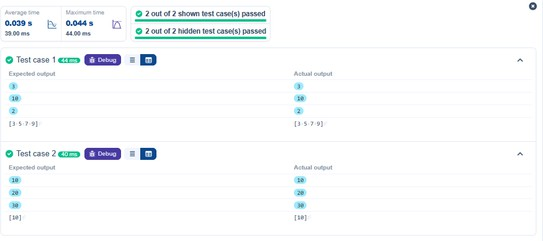 Average time
Maximum time
0.039 s
0.044 s
39.00 ms
44.00 ms
2 out of 2 shown test case(s) passed
2 out of 2 hidden test case(s) passed
Test case 1 44 ms Debug
Expected output Actual output
3 3
10 10
2 2
[3·5·7·9] [3·5·7·9]
Test case 2 40 ms Debug
Expected output Actual output
10 10
20 20
30 30
[10] [10]